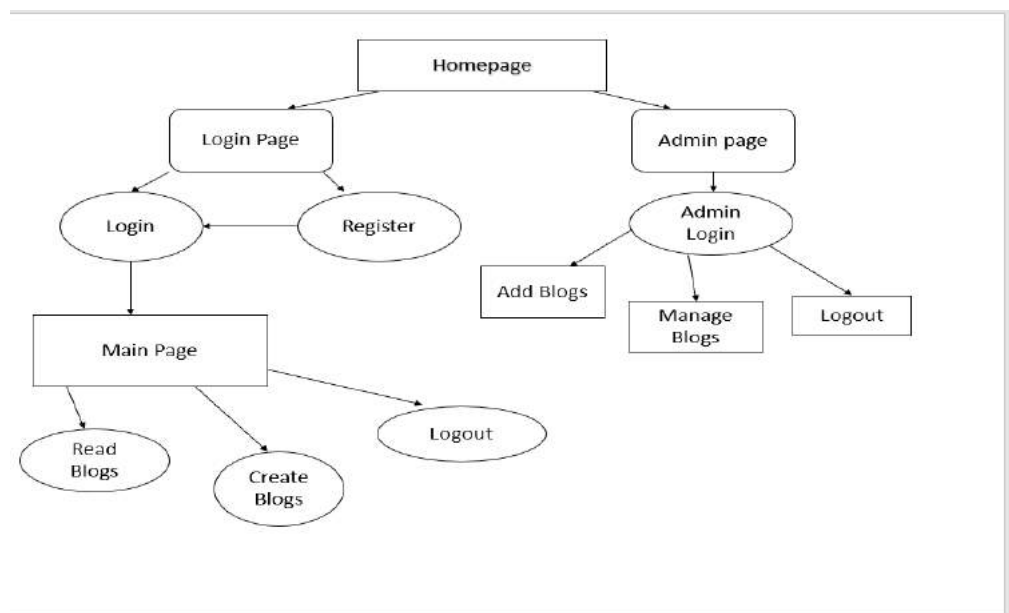 Homepage
Login Page
Admin page
Login
Register
Admin
Login
Add Blogs
Manage
Blogs
Logout
Main Page
Logout
Read
Blogs
Create
Blogs